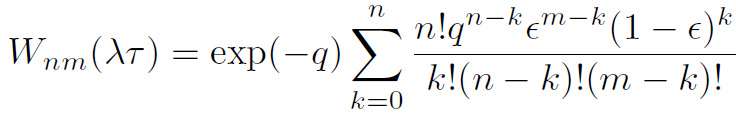 W_{nm}(\lambda\tau) = \exp(-q) \sum_{k=0}^{n} \frac{n! q^{n-k} \epsilon^{m-k} (1-\epsilon)^k}{k!(n-k)!(m-k)!}